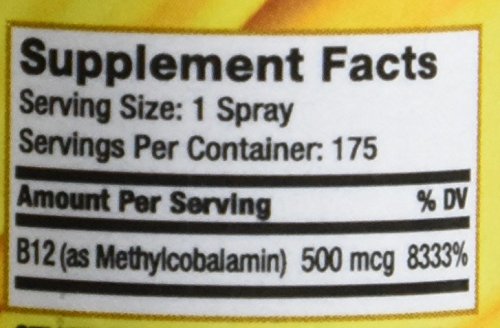 Supplement Facts
Serving Size: 1 Spray
Servings Per Container: 175
Amount Per Serving % DV
B12 (as Methylcobalamin) 500 mcg 8333%